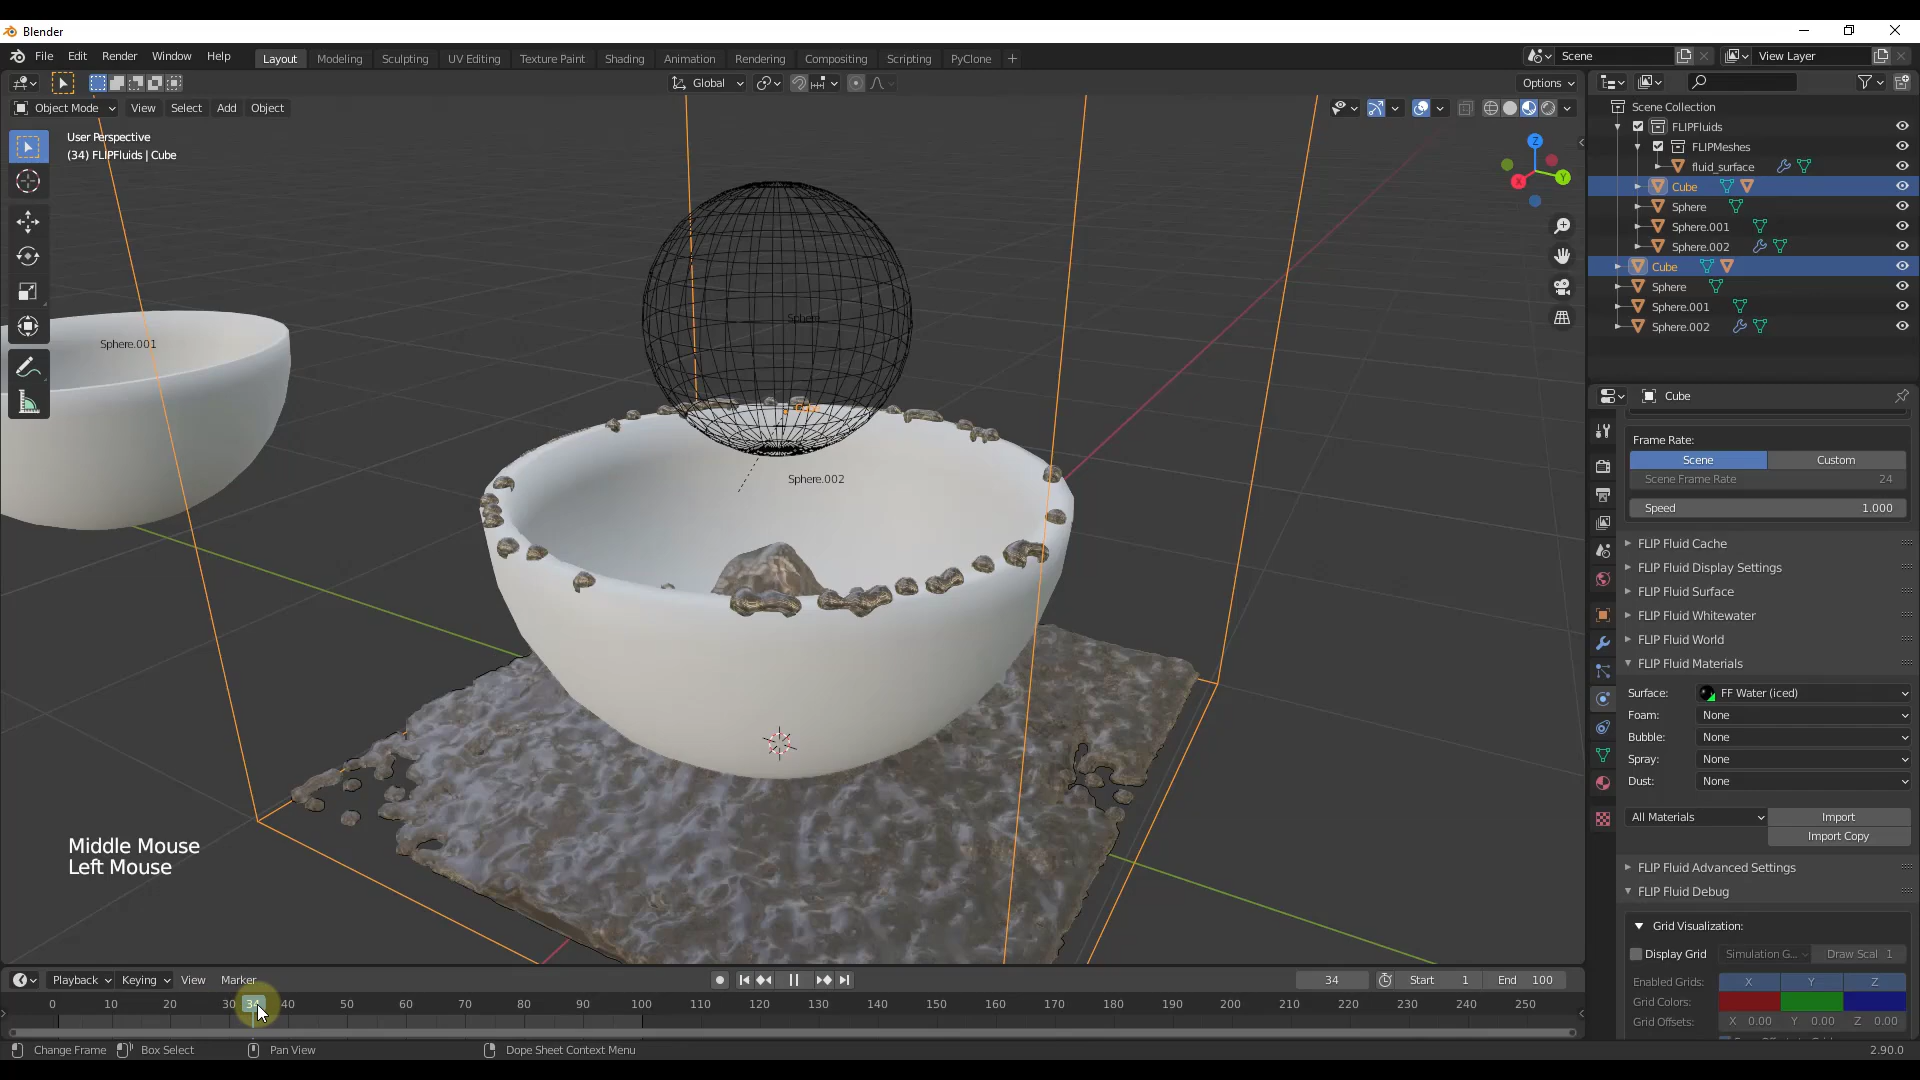 Blender
File Edit Render Window Help Layout Modeling Sculpting UV Editing Texture Paint Shading Animation Rendering Compositing Scripting PyClone + Scene View Layer
Global Options
Object Mode View Select Add Object
User Perspective
(34) FLIPFluids | Cube
Z
Y
X
Sphere
Sphere.001
Sphere.002
Middle Mouse
Left Mouse
Scene Collection
FLIPFluids
FLIPMeshes
fluid_surface
Cube
Sphere
Sphere.001
Sphere.002
Cube
Sphere
Sphere.001
Sphere.002
Cube
Frame Rate:
Scene Custom
Scene Frame Rate 24
Speed 1.000
FLIP Fluid Cache
FLIP Fluid Display Settings
FLIP Fluid Surface
FLIP Fluid Whitewater
FLIP Fluid World
FLIP Fluid Materials
Surface: FF Water (iced)
Foam: None
Bubble: None
Spray: None
Dust: None
All Materials Import
Import Copy
FLIP Fluid Advanced Settings
FLIP Fluid Debug
Grid Visualization:
Display Grid Simulation G... Draw Scal 1
Enabled Grids: X Y Z
Grid Colors:
Grid Offsets: X 0.00 Y 0.00 Z 0.00
Playback Keying View Marker 34 Start 1 End 100
0 10 20 30 34 40 50 60 70 80 90 100 110 120 130 140 150 160 170 180 190 200 210 220 230 240 250
Change Frame Box Select Pan View Dope Sheet Context Menu 2.90.0